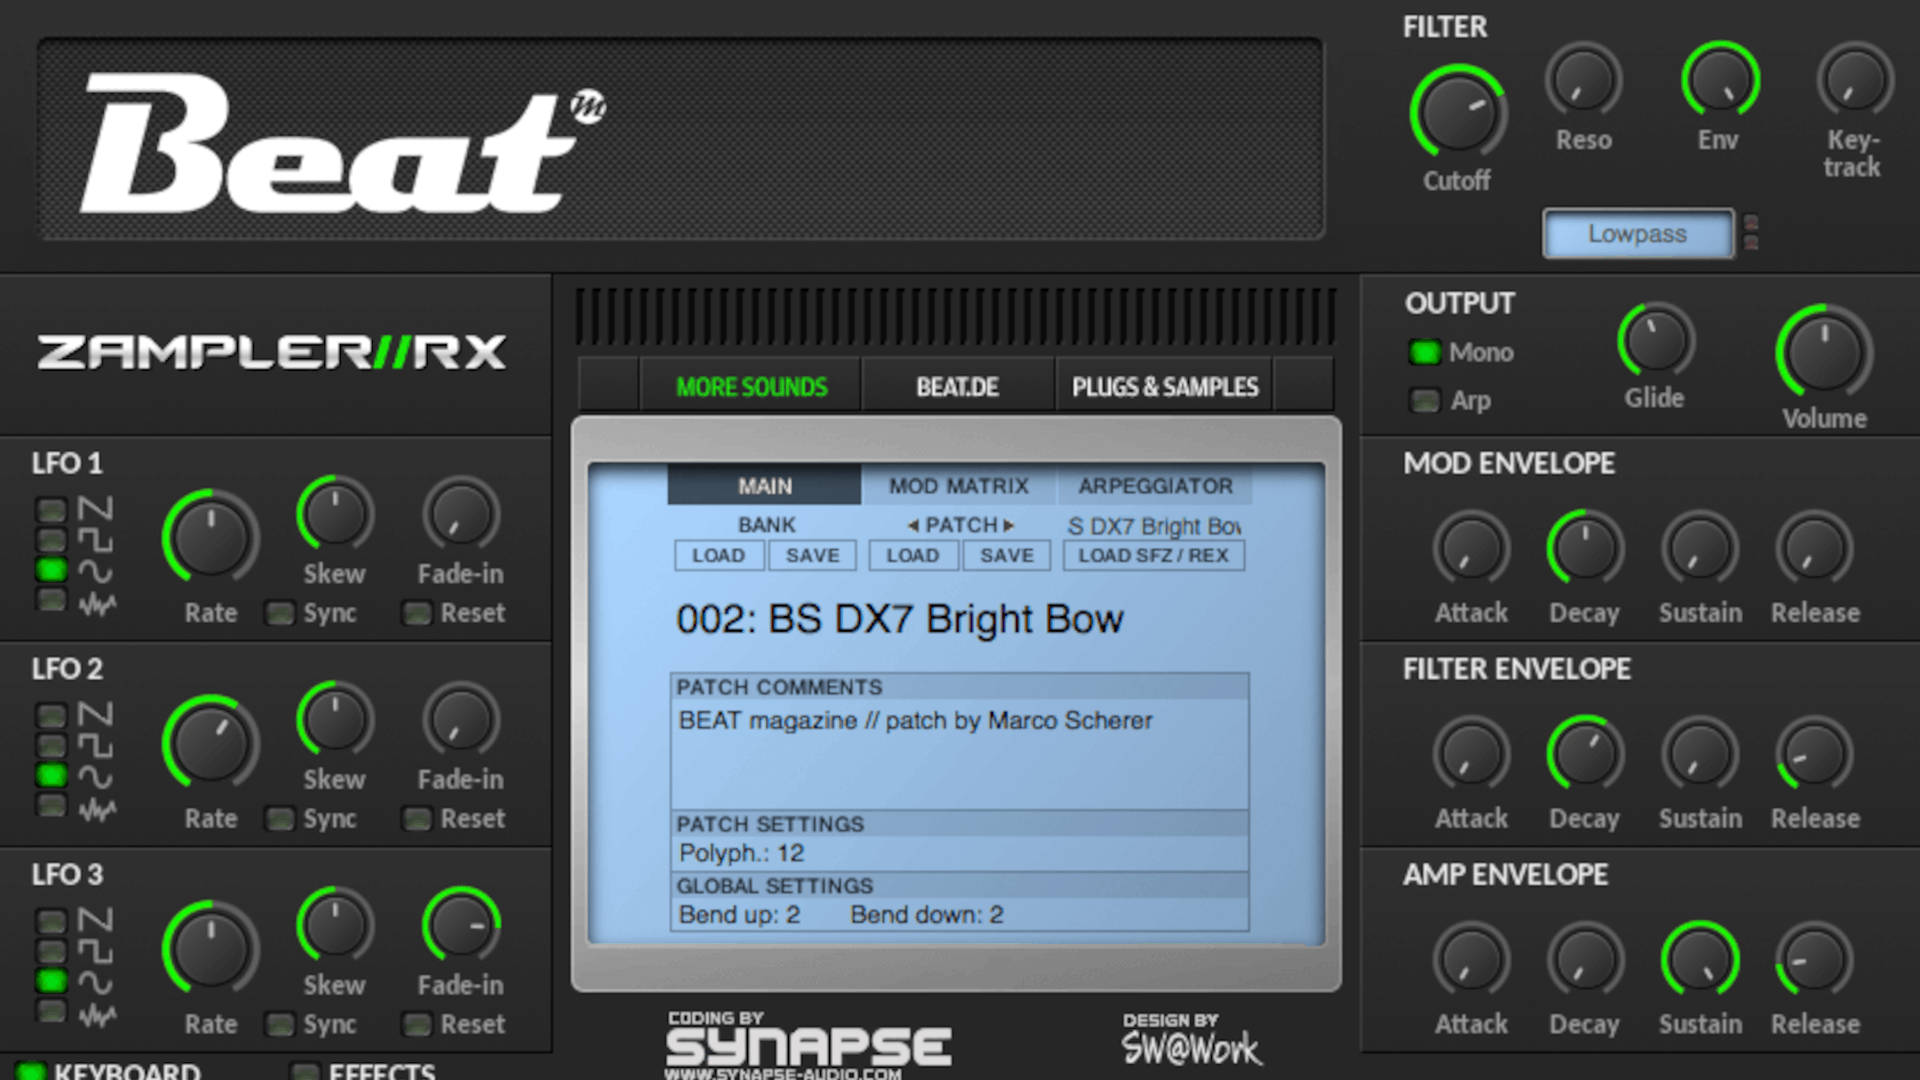 Beat m
FILTER
Cutoff
Reso
Env
Key-
track
Lowpass
ZAMPLER//RX
MORE SOUNDS
BEAT.DE
PLUGS & SAMPLES
OUTPUT
Mono
Arp
Glide
Volume
LFO 1
Rate
Skew
Fade-in
Sync
Reset
LFO 2
Rate
Skew
Fade-in
Sync
Reset
LFO 3
Rate
Skew
Fade-in
Sync
Reset
KEYBOARD
EFFECTS
MAIN
MOD MATRIX
ARPEGGIATOR
BANK
PATCH
S DX7 Bright Bow
LOAD
SAVE
LOAD
SAVE
LOAD SFZ / REX
002: BS DX7 Bright Bow
PATCH COMMENTS
BEAT magazine // patch by Marco Scherer
PATCH SETTINGS
Polyph.: 12
GLOBAL SETTINGS
Bend up: 2
Bend down: 2
CODING BY
SYNAPSE
WWW.SYNAPSE-AUDIO.COM
DESIGN BY
SW@Work
MOD ENVELOPE
Attack
Decay
Sustain
Release
FILTER ENVELOPE
Attack
Decay
Sustain
Release
AMP ENVELOPE
Attack
Decay
Sustain
Release